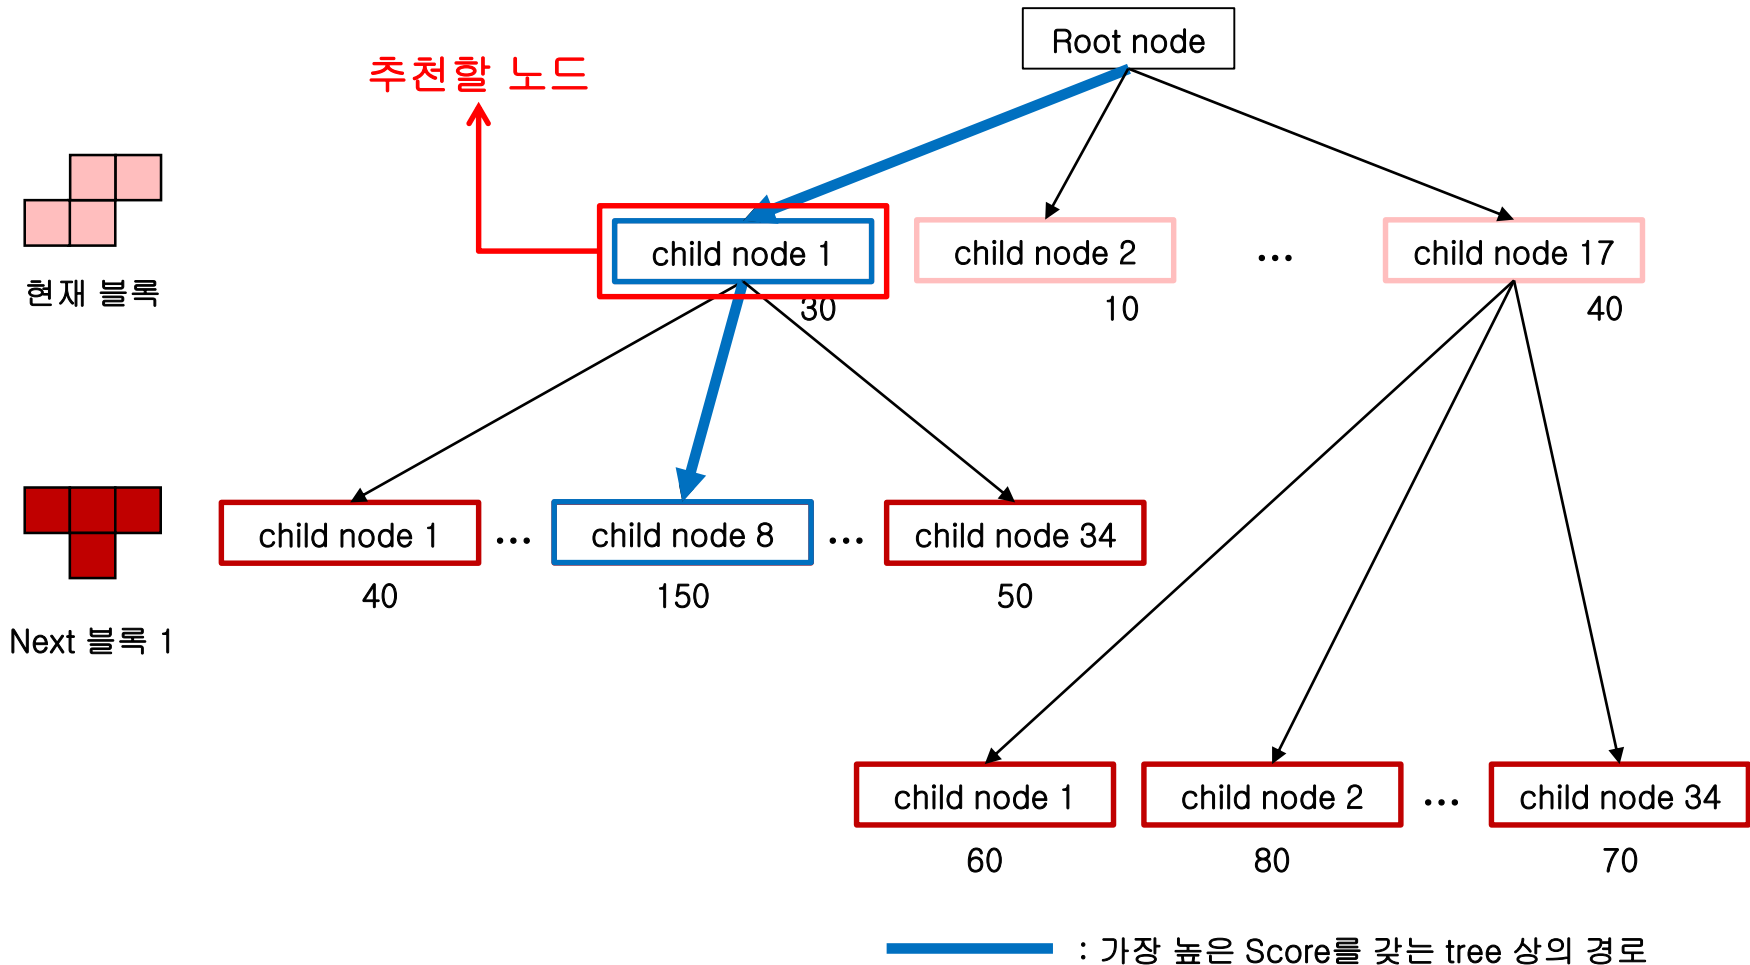 Root node
추천할 노드
child node 1
child node 2
...
child node 17
현재 블록
30
10
40
child node 1
...
child node 8
...
child node 34
40
150
50
Next 블록 1
child node 1
child node 2
...
child node 34
60
80
70
: 가장 높은 Score를 갖는 tree 상의 경로